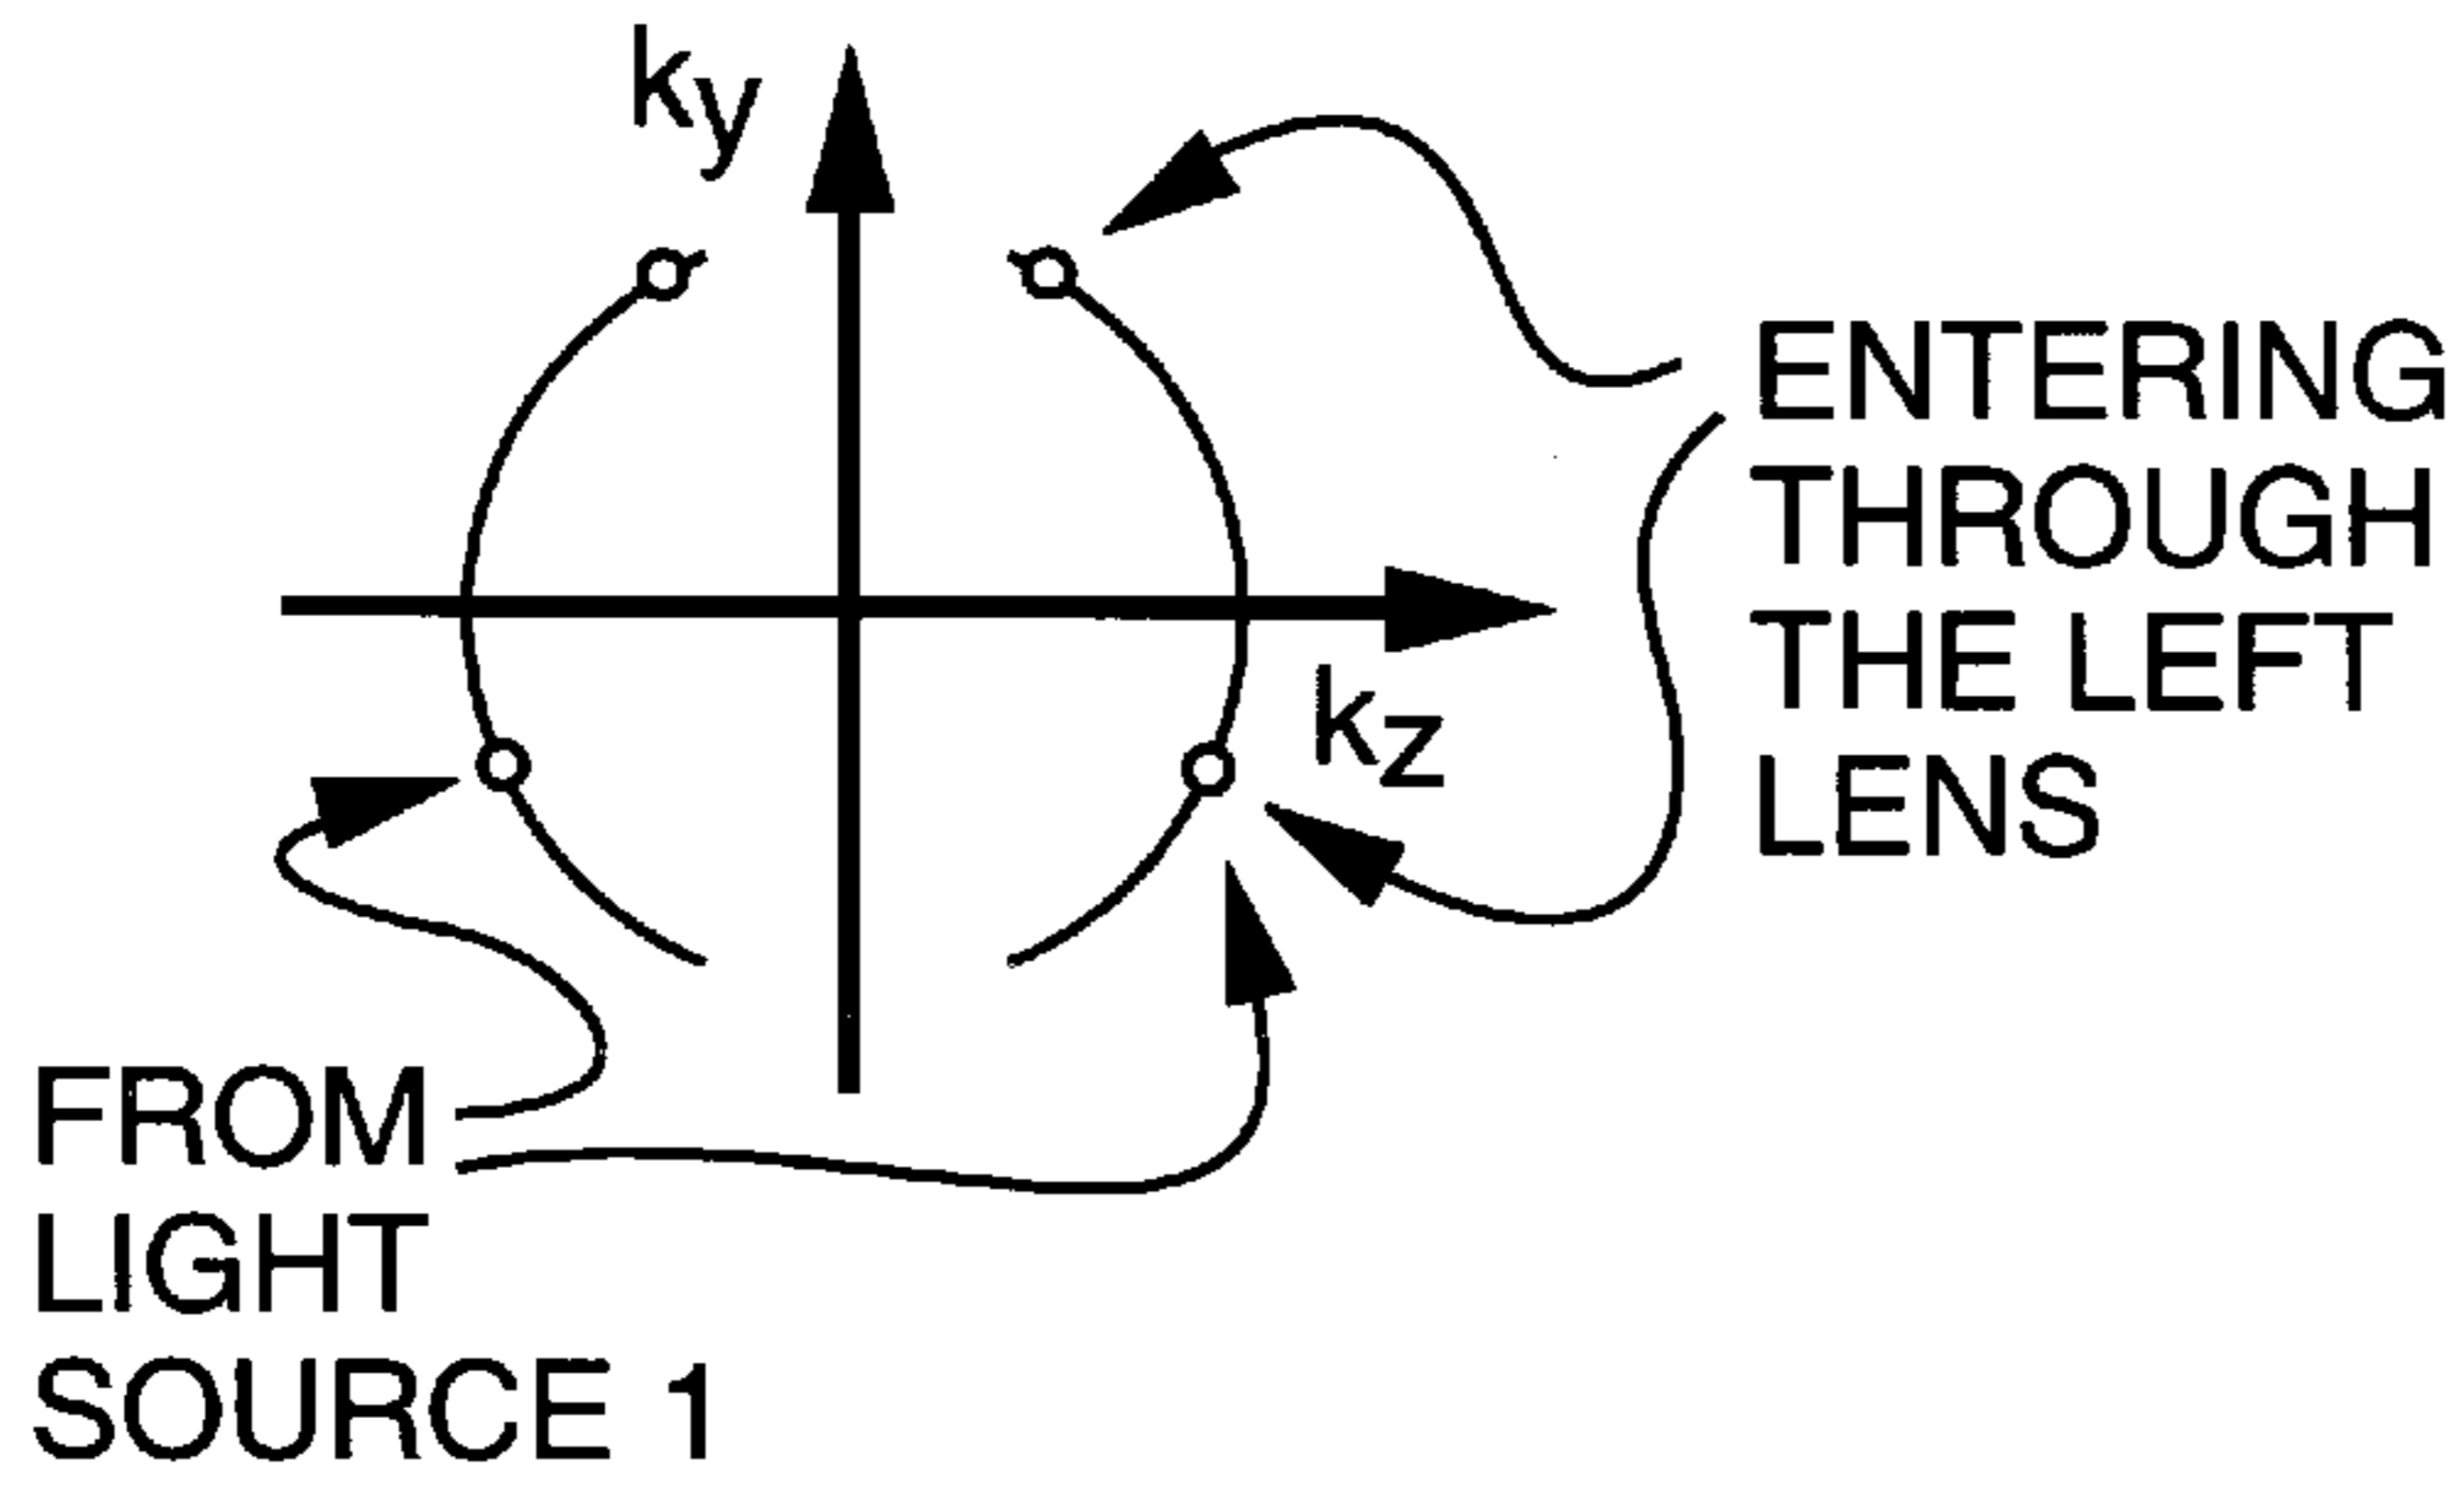 ky
ENTERING
THROUGH
THE LEFT
LENS
kz
FROM
LIGHT
SOURCE 1